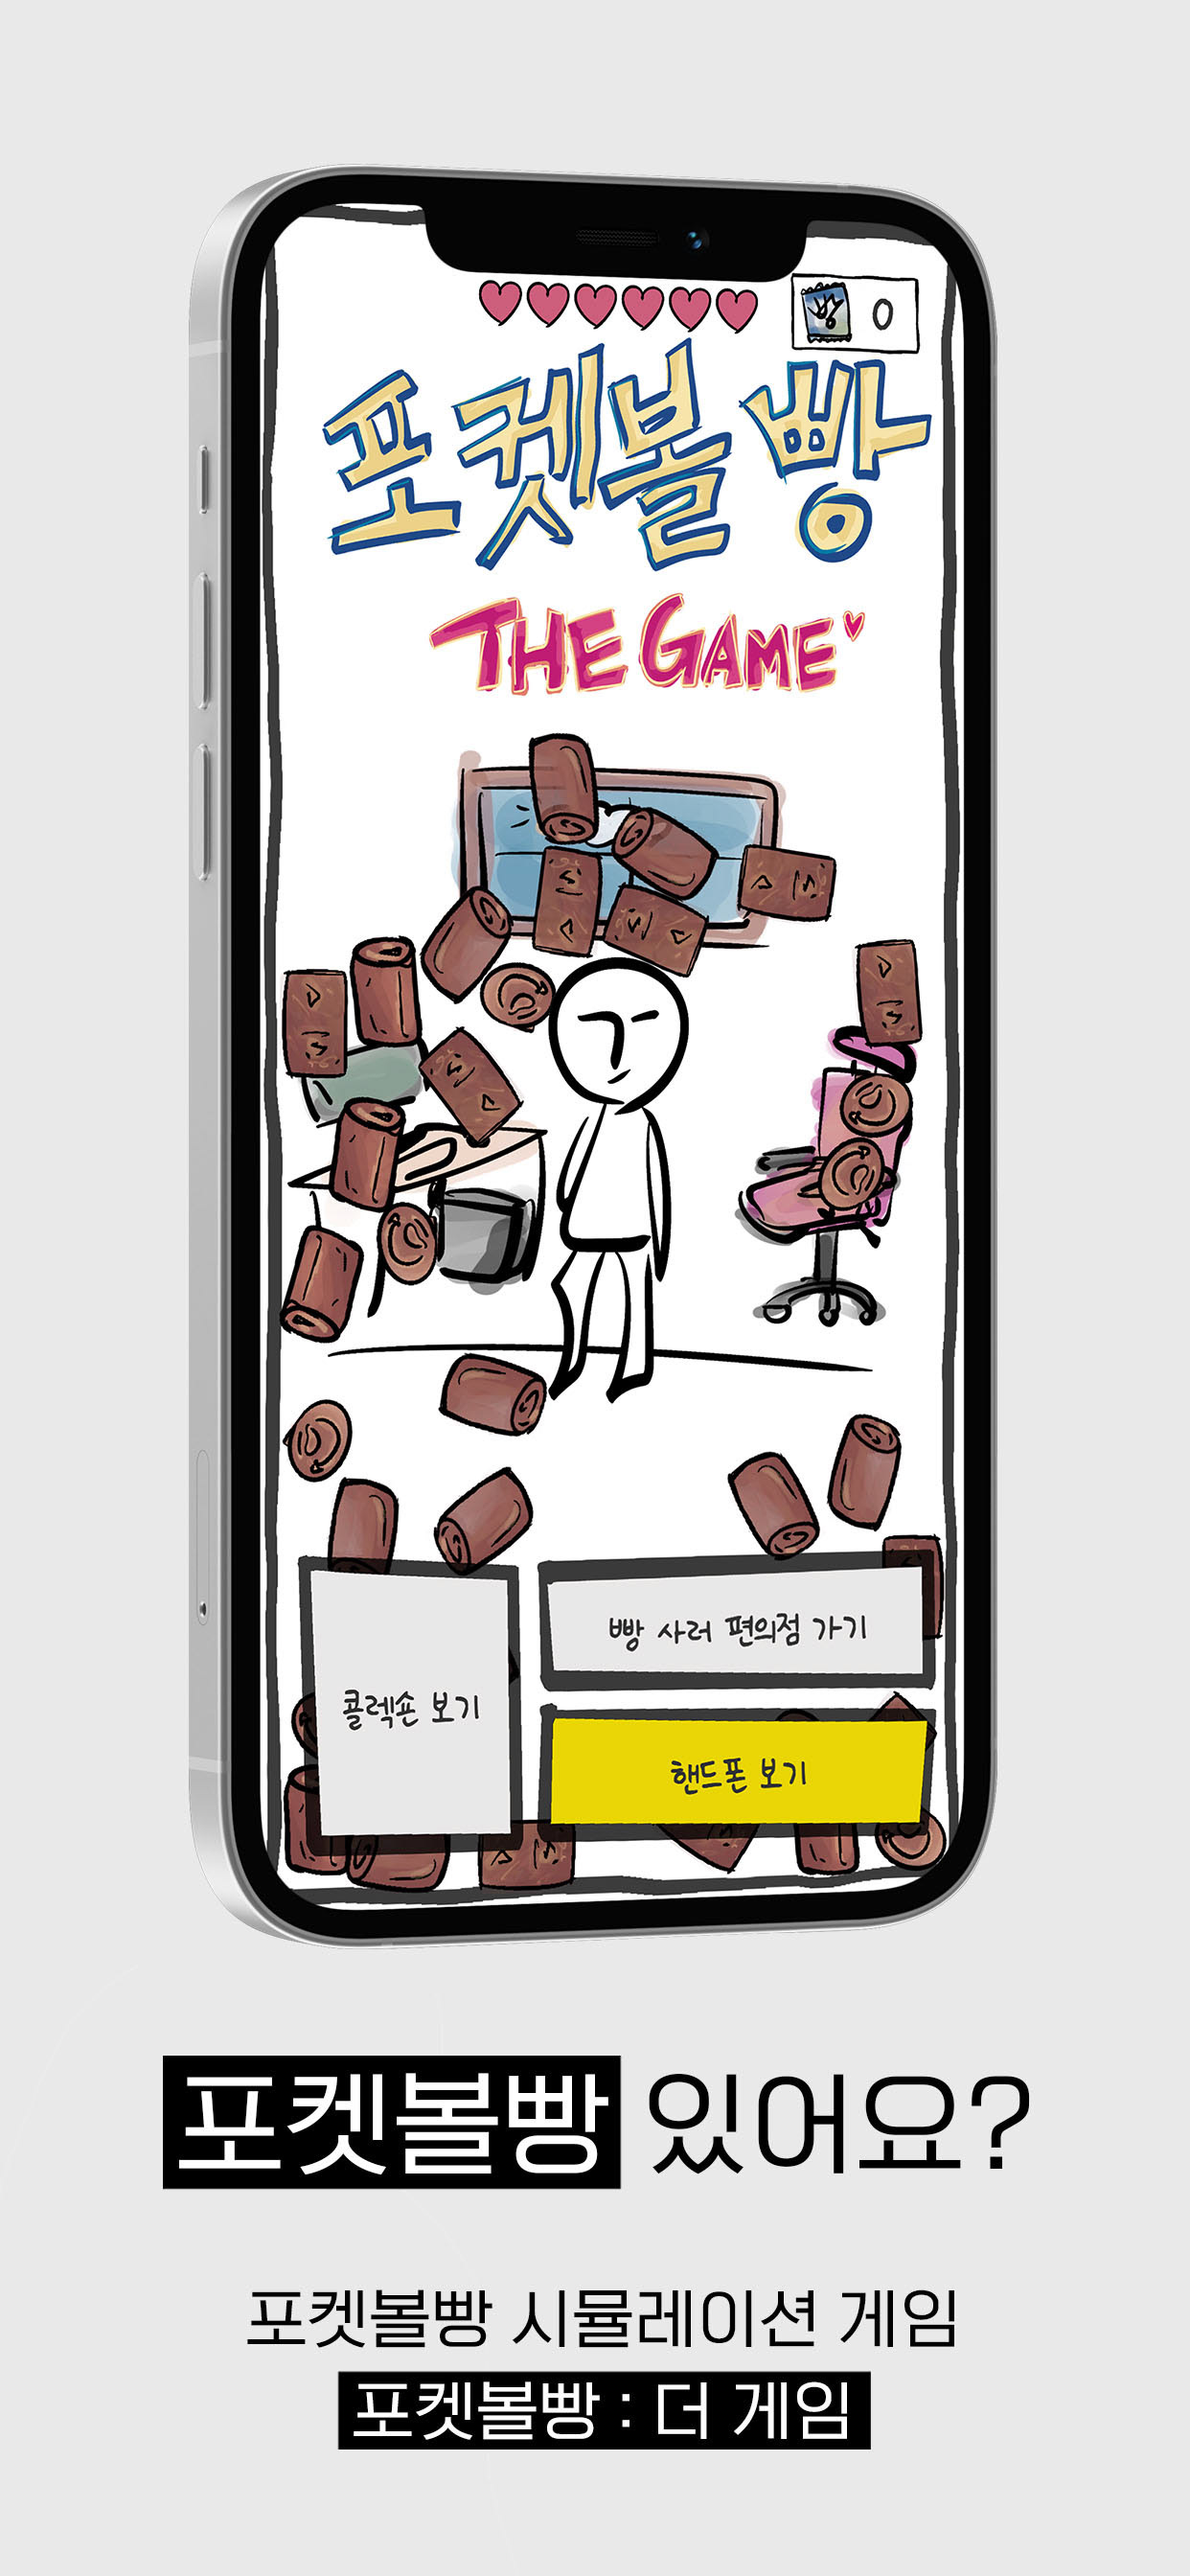 빵 0
포켓볼 빵
THE GAME
콜렉숀 보기
빵 사러 편의점 가기
핸드폰 보기
포켓볼빵 있어요?
포켓볼빵 시뮬레이션 게임
포켓볼빵 : 더 게임